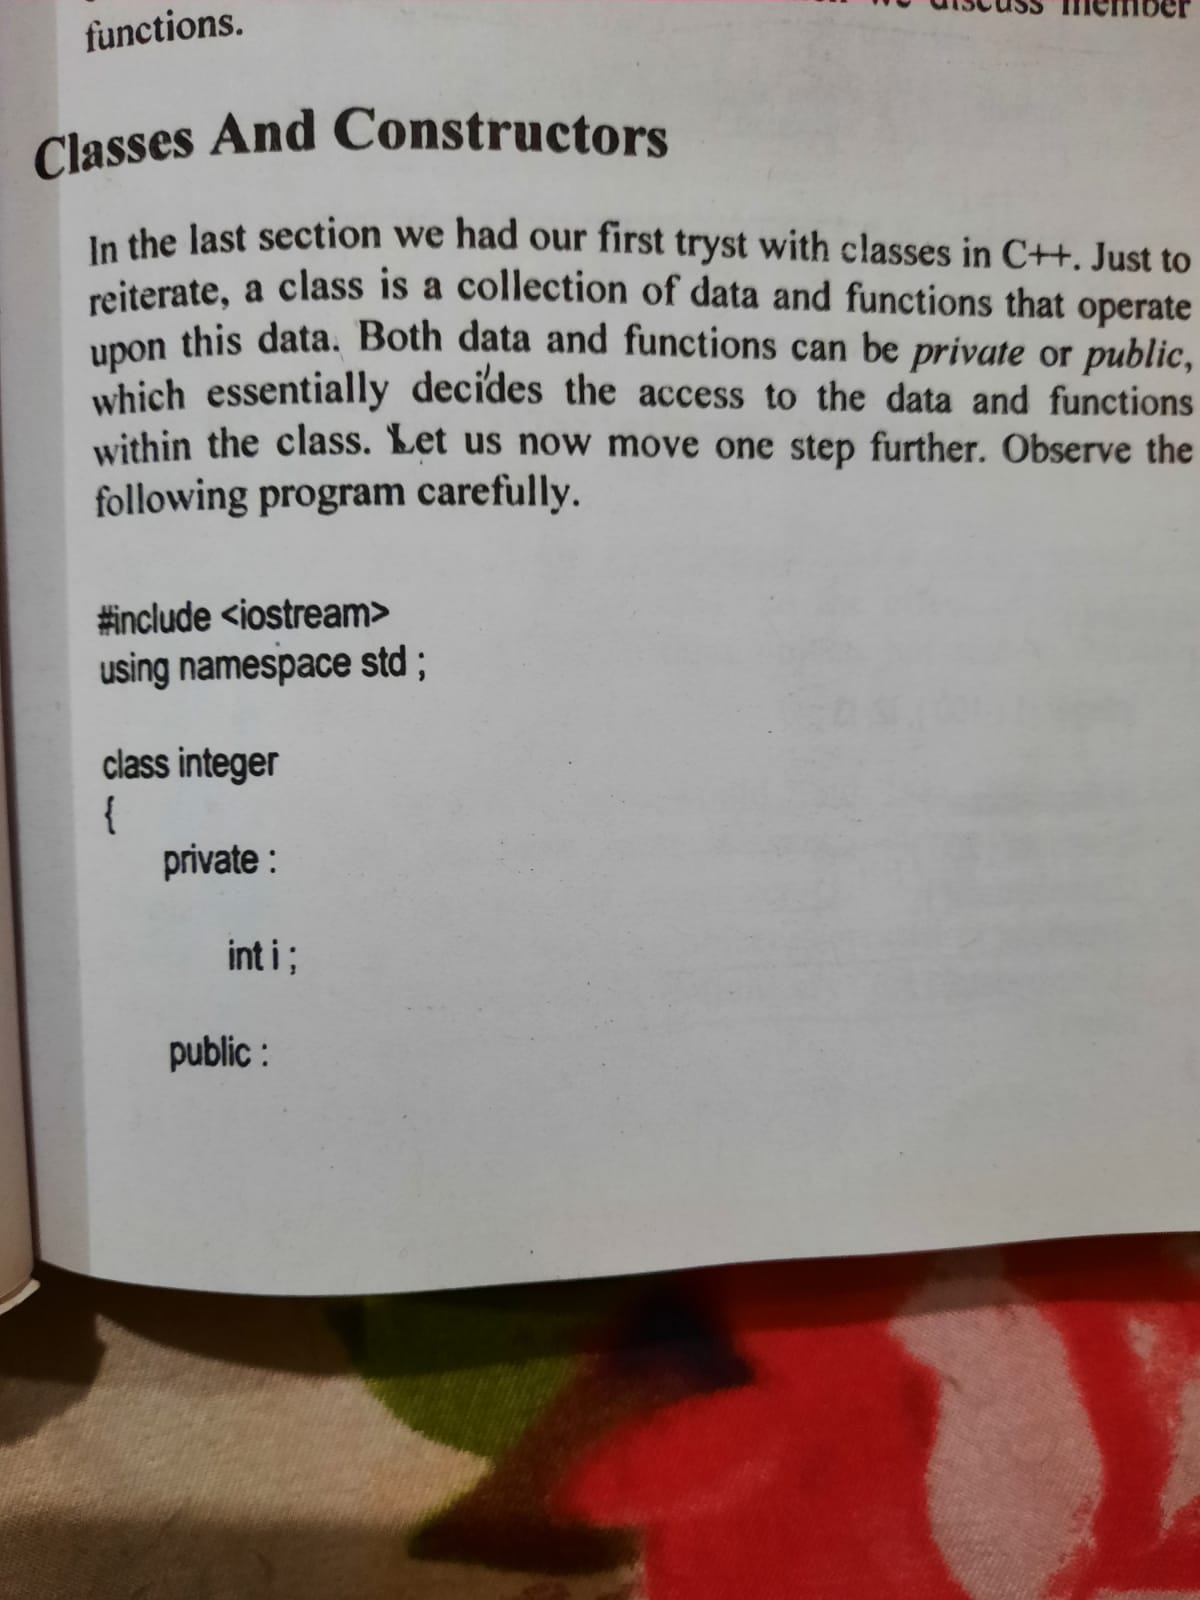 we discuss member
functions.
Classes And Constructors
In the last section we had our first tryst with classes in C++. Just to
reiterate, a class is a collection of data and functions that operate
upon this data. Both data and functions can be private or public,
which essentially decides the access to the data and functions
within the class. Let us now move one step further. Observe the
following program carefully.
#include <iostream>
using namespace std ;
class integer
{
private :
int i ;
public :